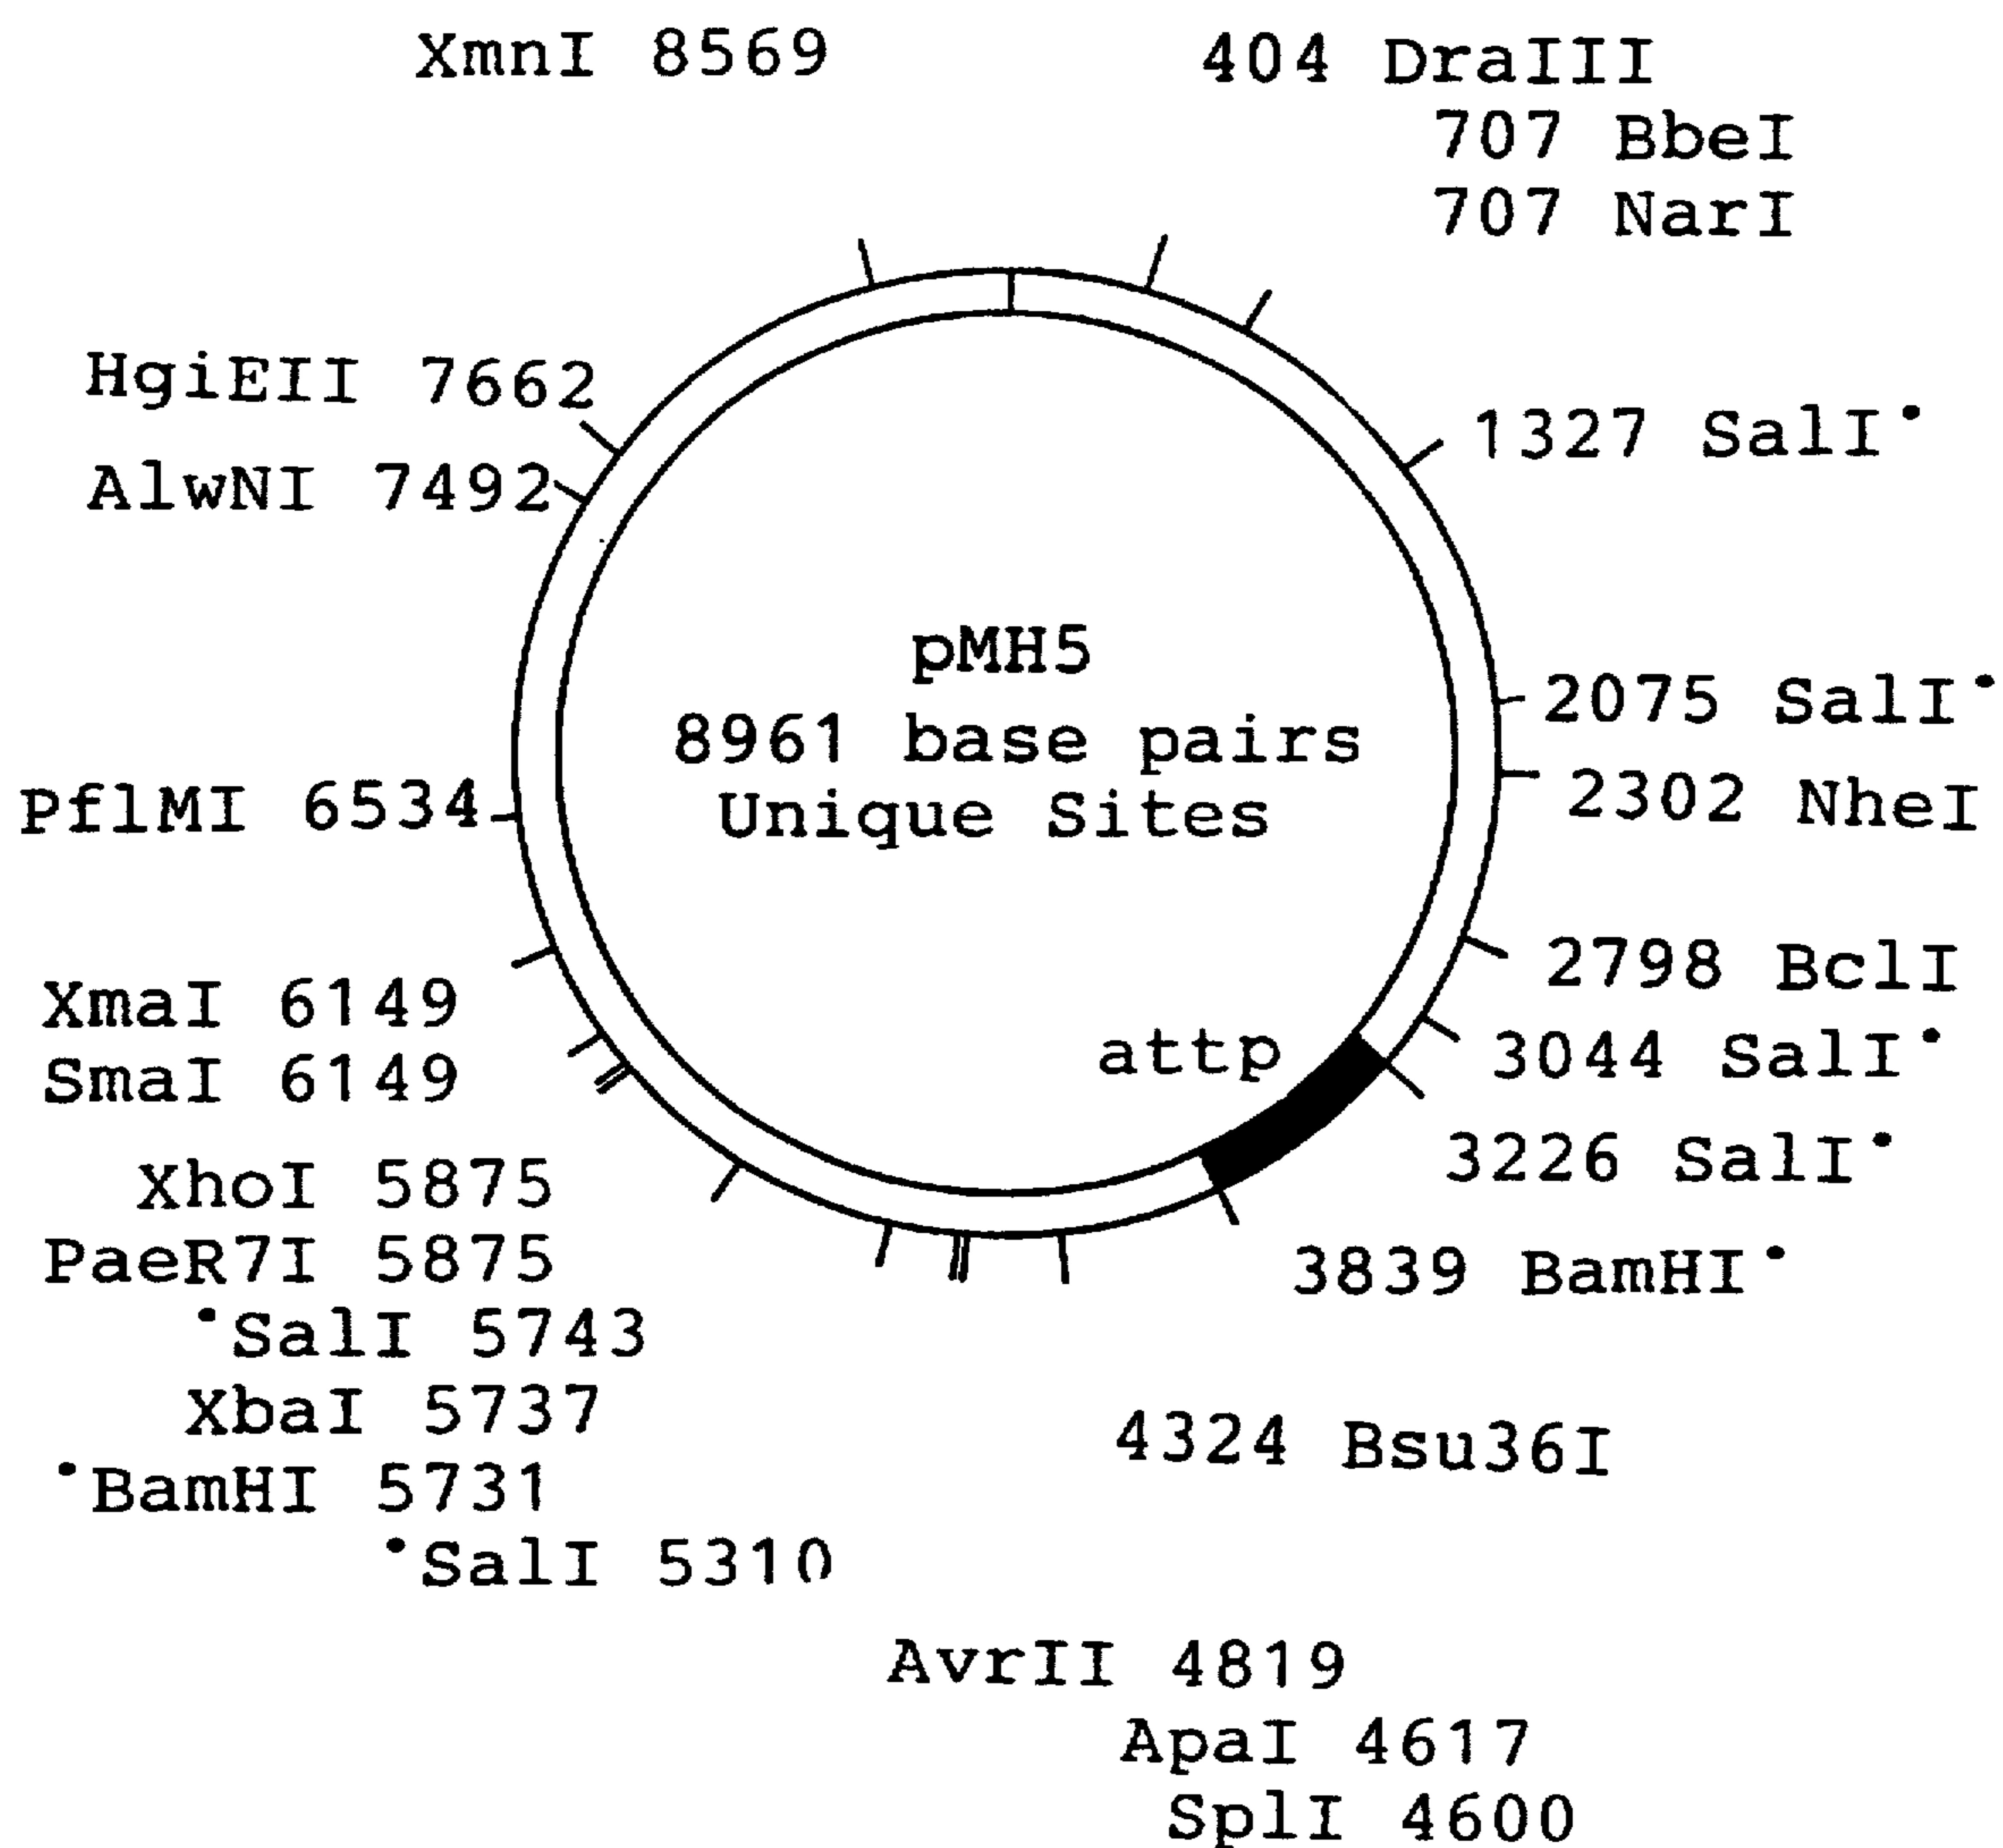 XmnI 8569
404 DraIII
707 BbeI
707 NarI
HgiEII 7662
AlwNI 7492
1327 SalI•
pMH5
8961 base pairs
Unique Sites
2075 SalI•
2302 NheI
PflMI 6534
2798 BclI
XmaI 6149
SmaI 6149
attp
3044 SalI•
3226 SalI•
XhoI 5875
PaeR7I 5875
•SalI 5743
XbaI 5737
•BamHI 5731
•SalI 5310
3839 BamHI•
4324 Bsu36I
AvrII 4819
ApaI 4617
SplI 4600